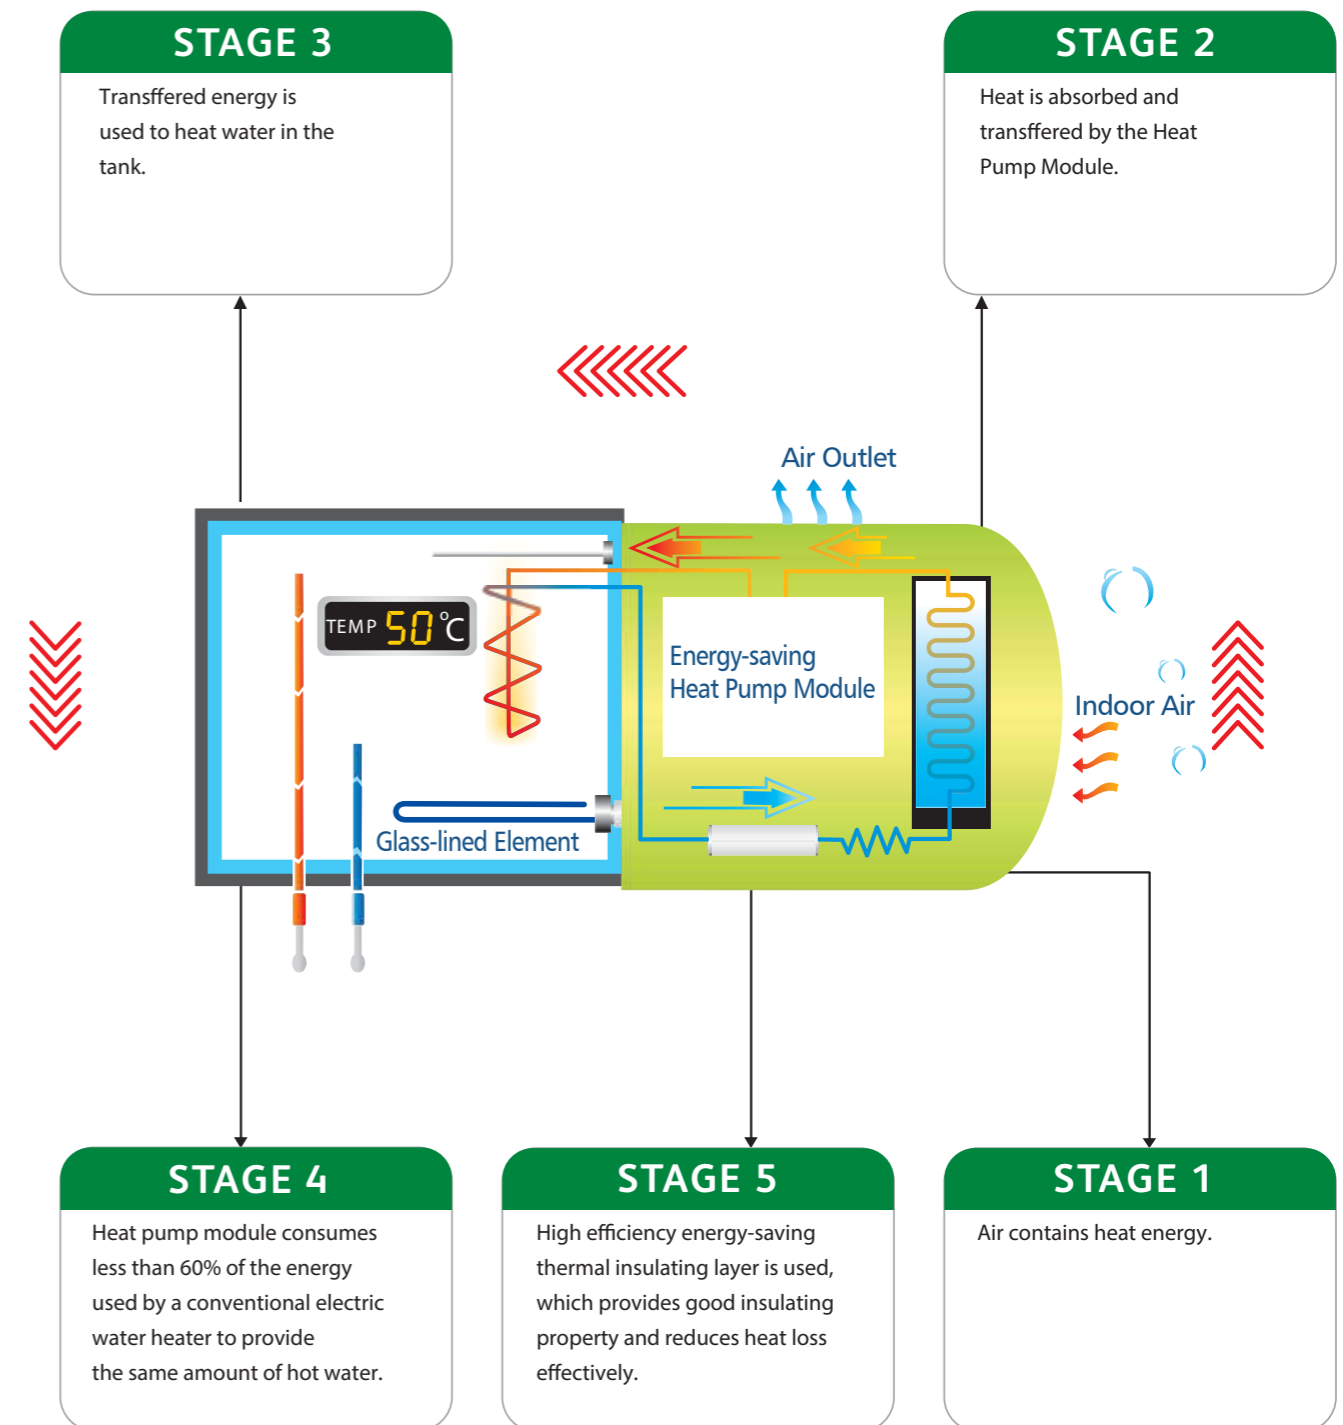 STAGE 3
Transffered energy is
used to heat water in the
tank.
STAGE 2
Heat is absorbed and
transffered by the Heat
Pump Module.
Air Outlet
TEMP 50°C
Energy-saving
Heat Pump Module
Indoor Air
Glass-lined Element
STAGE 4
Heat pump module consumes
less than 60% of the energy
used by a conventional electric
water heater to provide
the same amount of hot water.
STAGE 5
High efficiency energy-saving
thermal insulating layer is used,
which provides good insulating
property and reduces heat loss
effectively.
STAGE 1
Air contains heat energy.